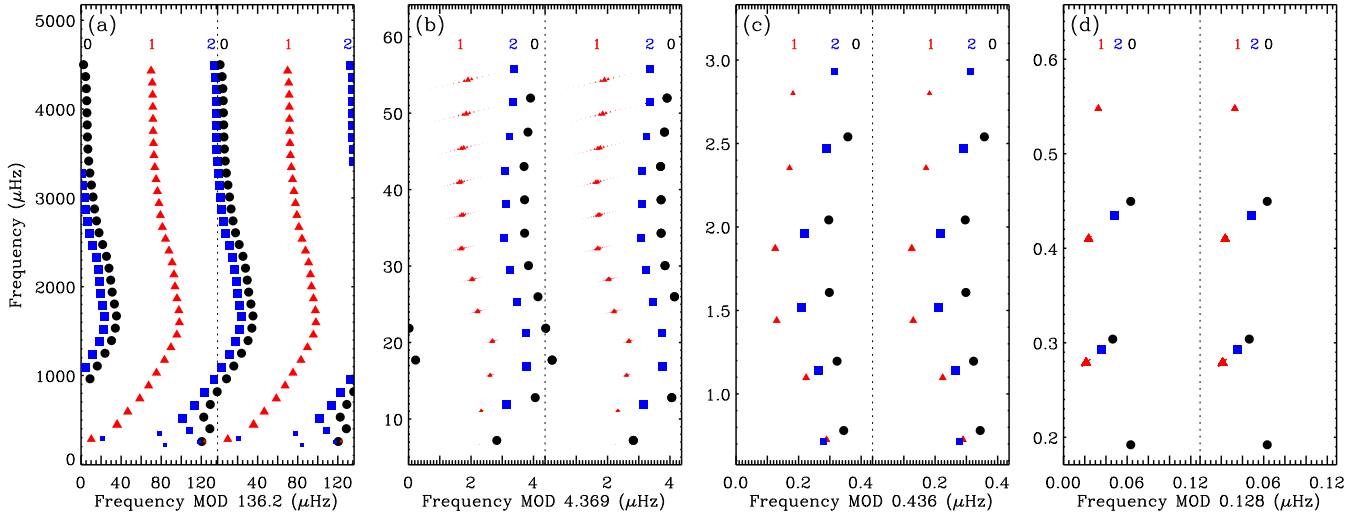 (a) (b) (c) (d)
0 1 2 0 1 2
1 2 0 1 2 0
1 2 0 1 2 0
1 2 0 1 2 0
Frequency (μHz)
5000
4000
3000
2000
1000
0
60
50
40
30
20
10
3.0
2.5
2.0
1.5
1.0
0.6
0.5
0.4
0.3
0.2
0 40 80 120 40 80 120
2 4 2 4
0.0 0.2 0.4 0.2 0.4
0.00 0.06 0.12 0.06 0.12
Frequency MOD 136.2 (μHz)
Frequency MOD 4.369 (μHz)
Frequency MOD 0.436 (μHz)
Frequency MOD 0.128 (μHz)